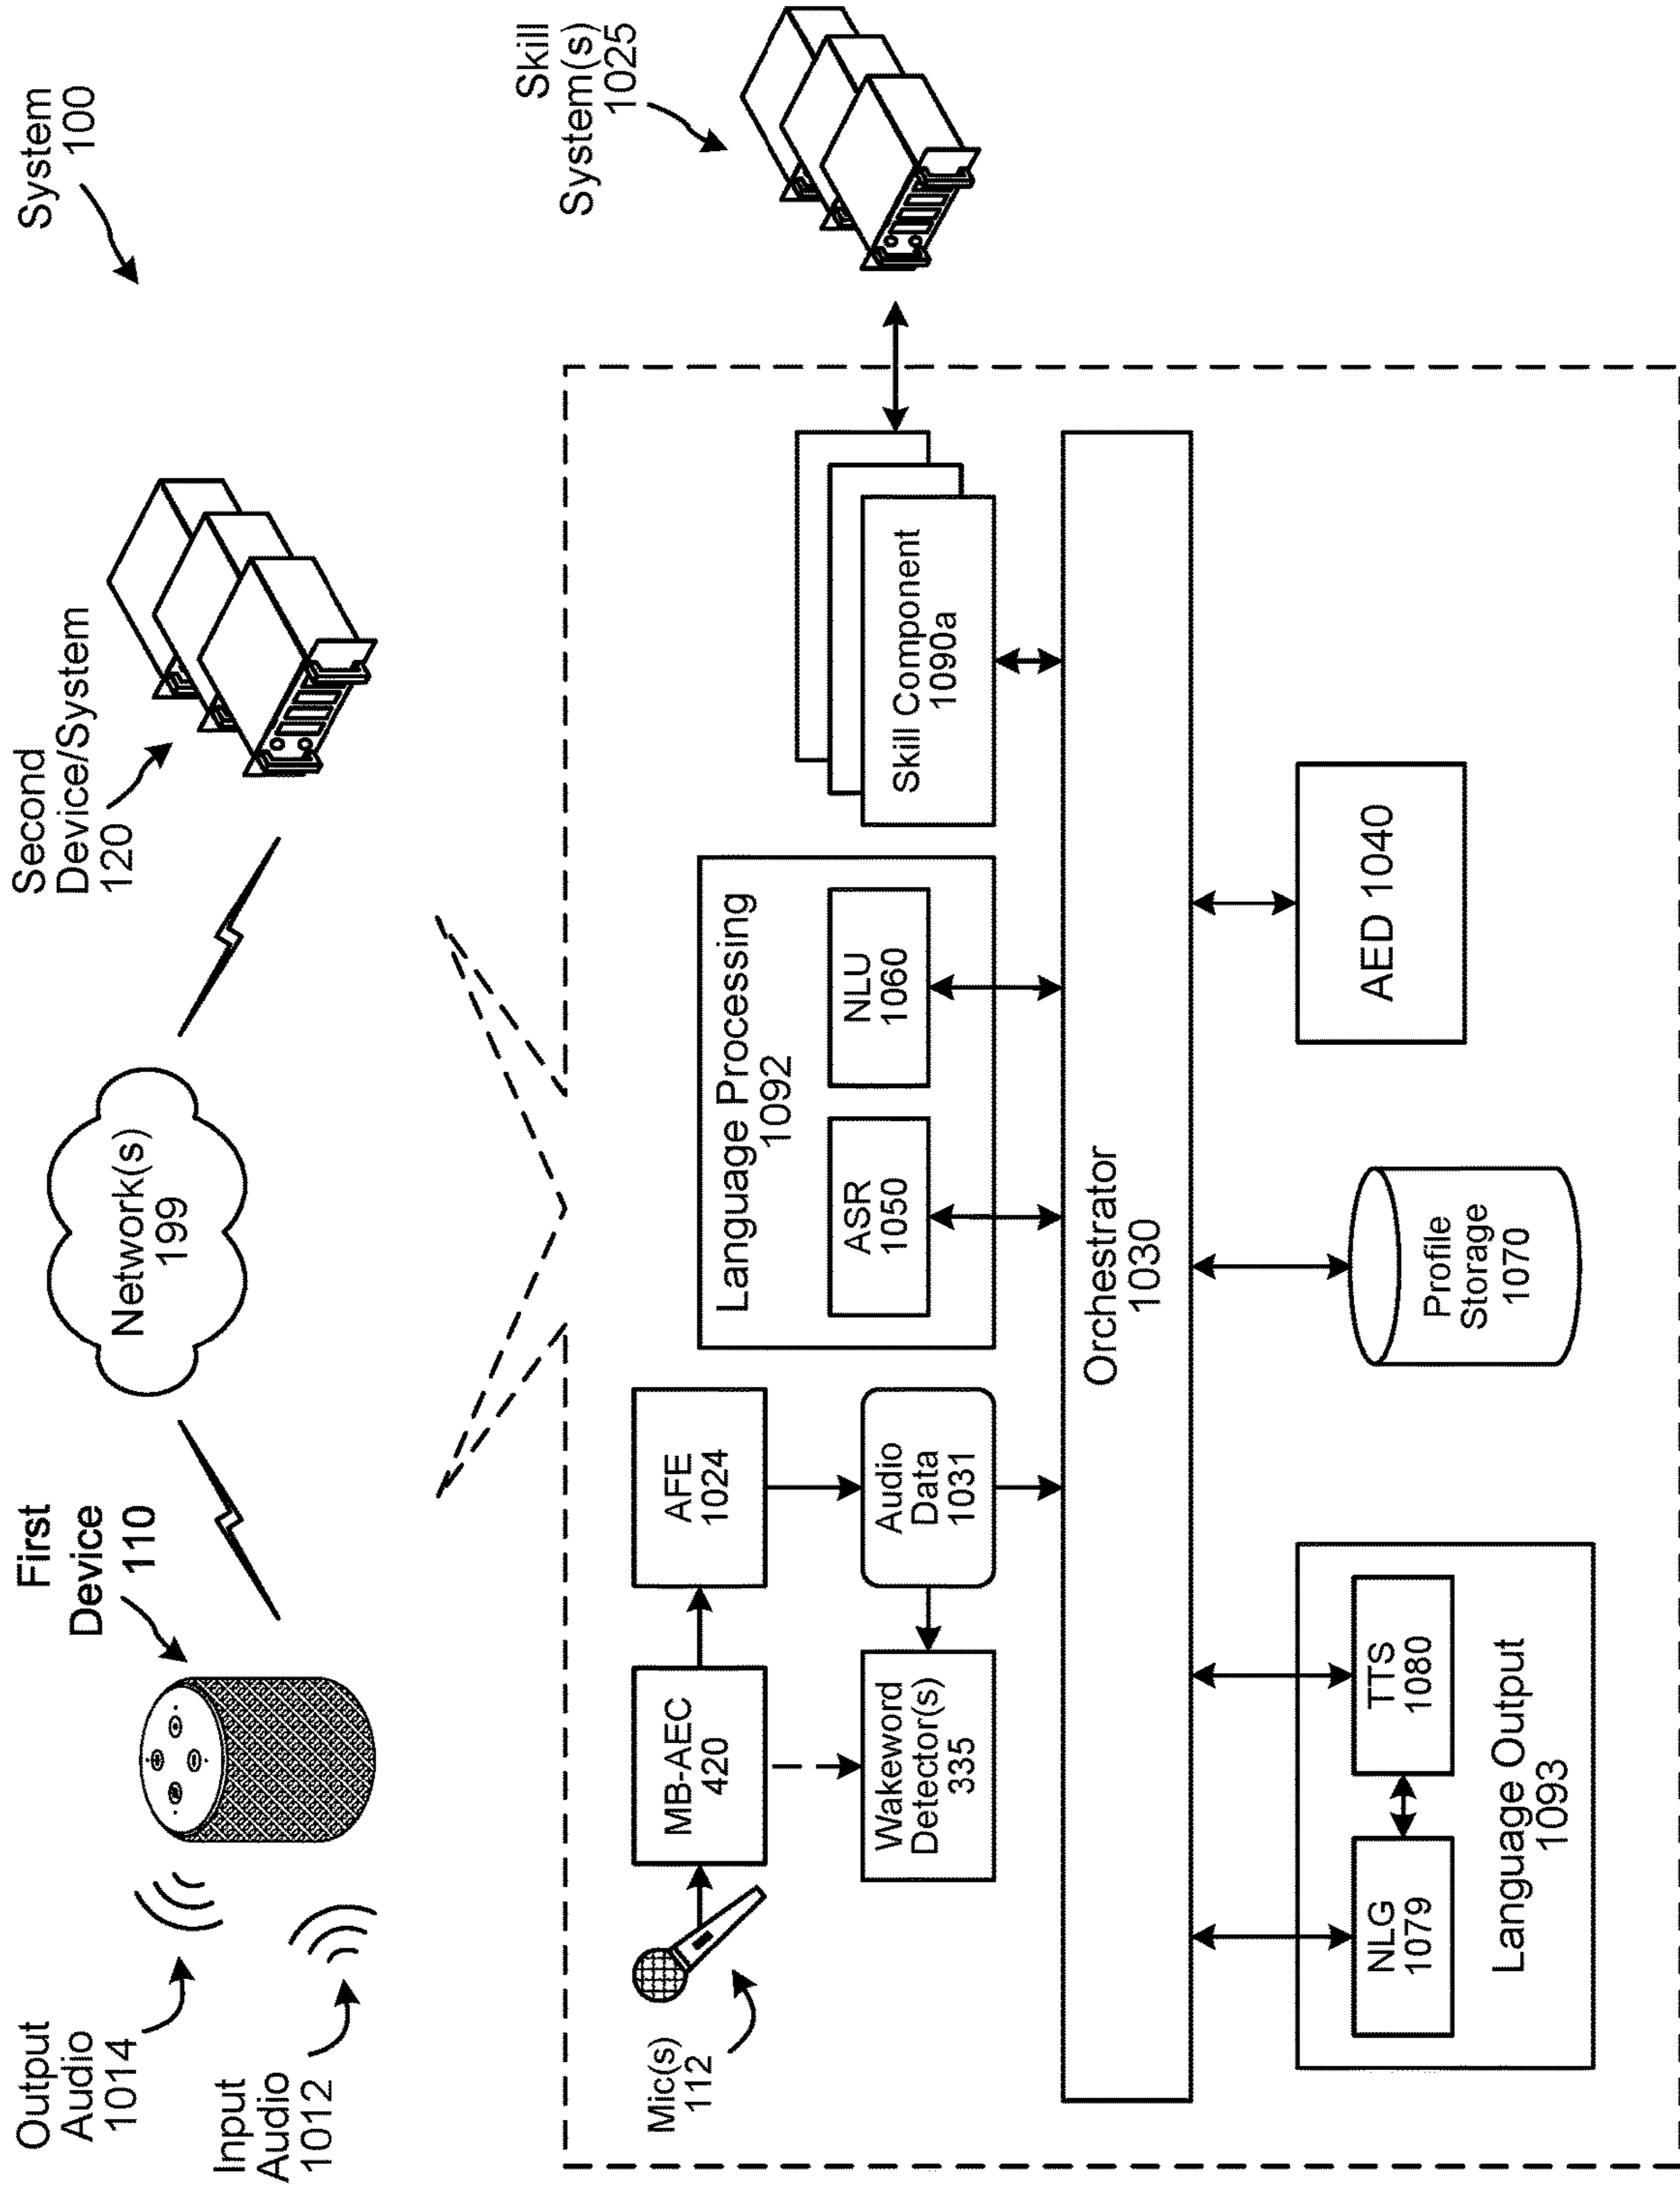 System
100
Second
Device/System
120
Network(s)
199
First
Device
110
Output
Audio
1014
Input
Audio
1012
Skill
System(s)
1025
Mic(s)
112
MB-AEC
420
AFE
1024
Wakeword
Detector(s)
335
Audio
Data
1031
Language Processing
1092
ASR
1050
NLU
1060
Skill Component
1090a
Orchestrator
1030
NLG
1079
TTS
1080
Language Output
1093
Profile
Storage
1070
AED 1040